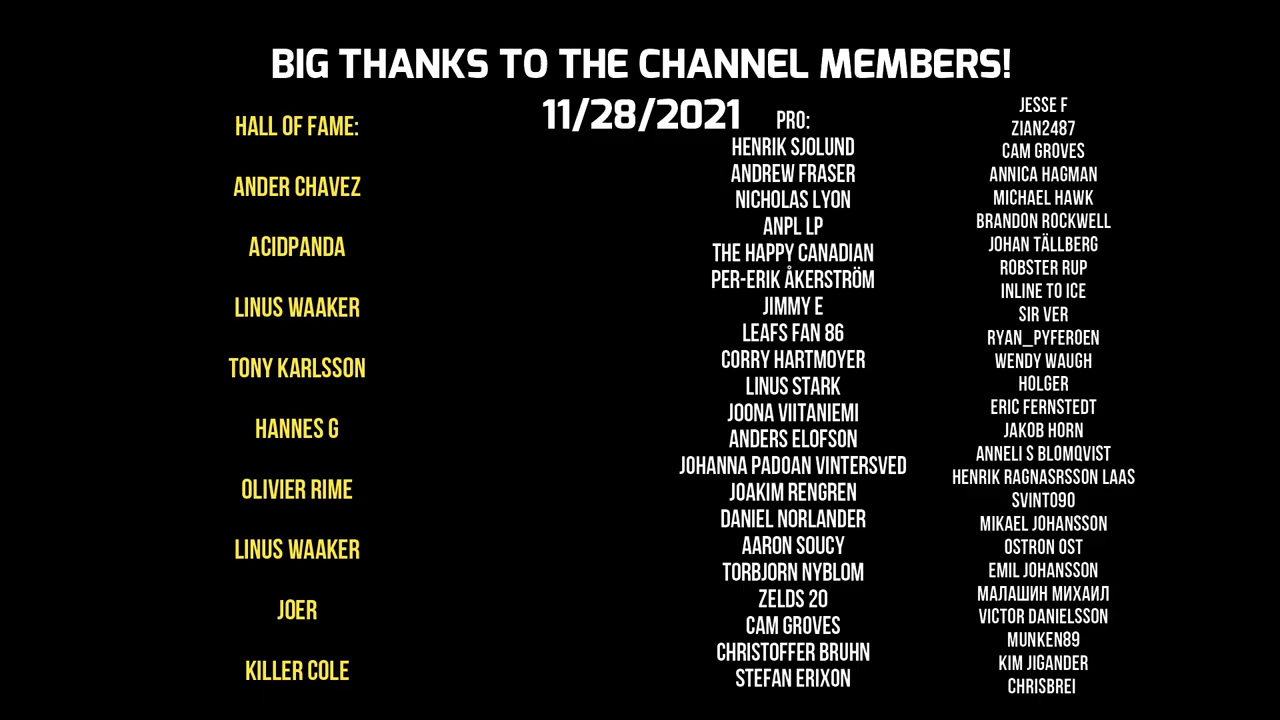 BIG THANKS TO THE CHANNEL MEMBERS!
11/28/2021
HALL OF FAME:
ANDER CHAVEZ
ACIDPANDA
LINUS WAAKER
TONY KARLSSON
HANNES G
OLIVIER RIME
LINUS WAAKER
JOER
KILLER COLE
PRO:
HENRIK SJOLUND
ANDREW FRASER
NICHOLAS LYON
ANPL LP
THE HAPPY CANADIAN
PER-ERIK ÅKERSTRÖM
JIMMY E
LEAFS FAN 86
CORRY HARTMOYER
LINUS STARK
JOONA VIITANIEMI
ANDERS ELOFSON
JOHANNA PADOAN VINTERSVED
JOAKIM RENGREN
DANIEL NORLANDER
AARON SOUCY
TORBJORN NYBLOM
ZELDS 20
CAM GROVES
CHRISTOFFER BRUHN
STEFAN ERIXON
JESSE F
ZIAN2487
CAM GROVES
ANNICA HAGMAN
MICHAEL HAWK
BRANDON ROCKWELL
JOHAN TÄLLBERG
ROBSTER RUP
INLINE TO ICE
SIR VER
RYAN_PYFEROEN
WENDY WAUGH
HOLGER
ERIC FERNSTEDT
JAKOB HORN
ANNELI S BLOMQVIST
HENRIK RAGNASRSSON LAAS
SVINTO90
MIKAEL JOHANSSON
OSTRON OST
EMIL JOHANSSON
МАЛАШИН МИХАИЛ
VICTOR DANIELSSON
MUNKEN89
KIM JIGANDER
CHRISBREI